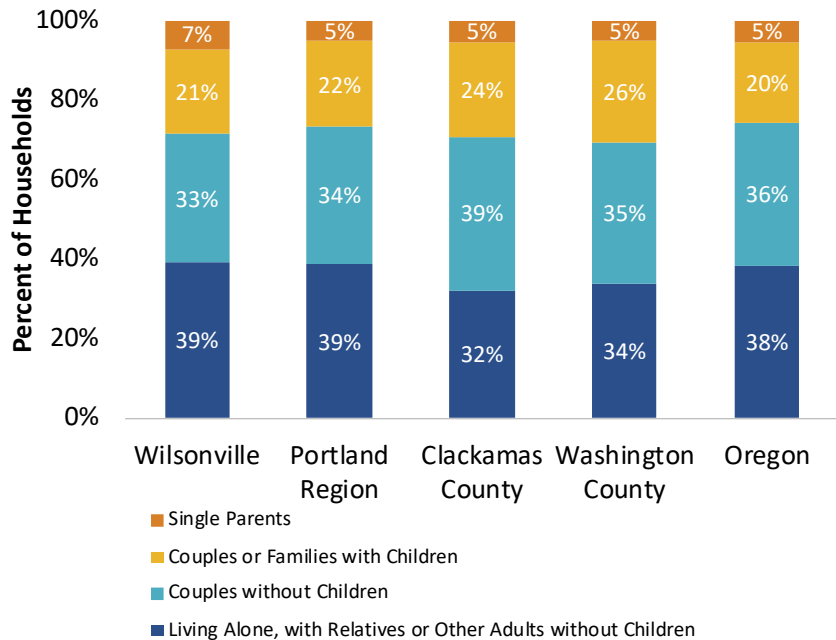 100%
80%
60%
40%
20%
0%
Percent of Households
7%
5%
5%
5%
5%
21%
22%
24%
26%
20%
33%
34%
39%
35%
36%
39%
39%
32%
34%
38%
Wilsonville
Portland
Region
Clackamas
County
Washington
County
Oregon
Single Parents
Couples or Families with Children
Couples without Children
Living Alone, with Relatives or Other Adults without Children